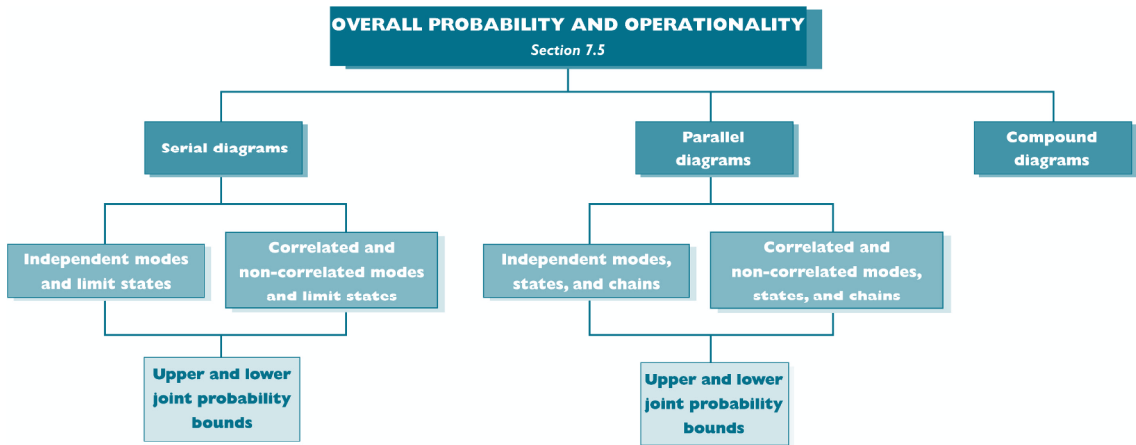 OVERALL PROBABILITY AND OPERATIONALITY
Section 7.5
Serial diagrams
Parallel
diagrams
Compound
diagrams
Independent modes
and limit states
Correlated and
non-correlated modes
and limit states
Independent modes,
states, and chains
Correlated and
non-correlated modes,
states, and chains
Upper and lower
joint probability
bounds
Upper and lower
joint probability
bounds